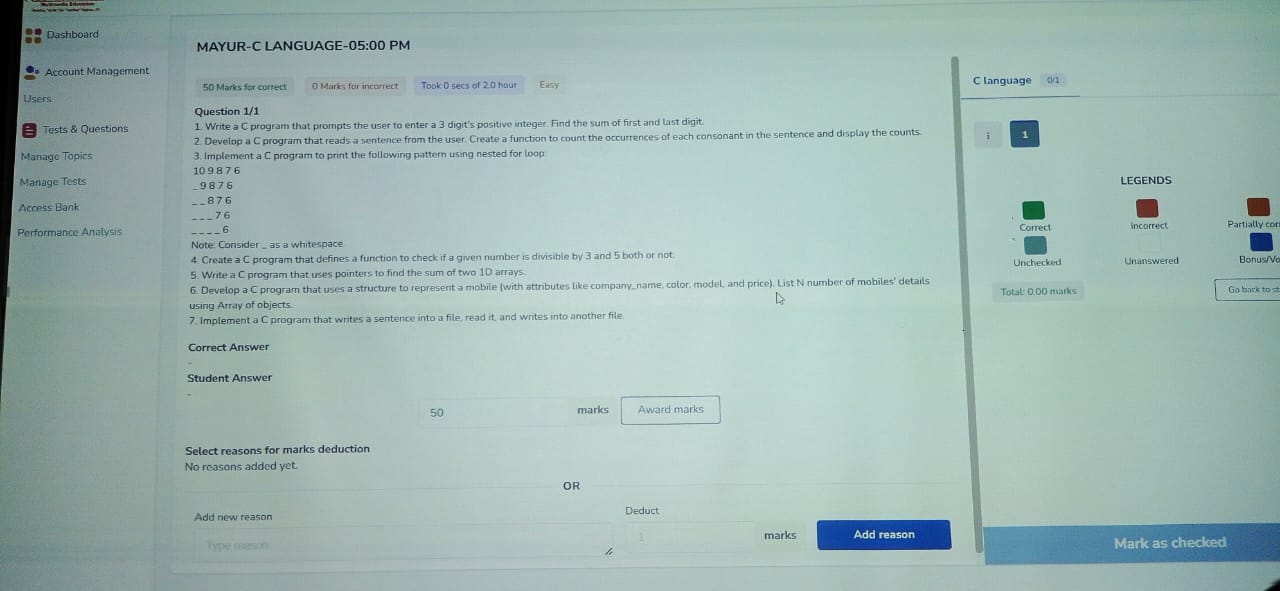 Multimedia Education
Dashboard
Account Management
Users
Tests & Questions
Manage Topics
Manage Tests
Access Bank
Performance Analysis
MAYUR-C LANGUAGE-05:00 PM
50 Marks for correct
0 Marks for incorrect
Took 0 secs of 2.0 hour
Easy
Question 1/1
1. Write a C program that prompts the user to enter a 3 digit's positive integer. Find the sum of first and last digit.
2. Develop a C program that reads a sentence from the user. Create a function to count the occurrences of each consonant in the sentence and display the counts.
3. Implement a C program to print the following pattern using nested for loop:
10 9 8 7 6
_ 9 8 7 6
_ _ 8 7 6
_ _ _ 7 6
_ _ _ _ 6
Note: Consider _ as a whitespace.
4. Create a C program that defines a function to check if a given number is divisible by 3 and 5 both or not.
5. Write a C program that uses pointers to find the sum of two 1D arrays.
6. Develop a C program that uses a structure to represent a mobile (with attributes like company_name, color, model, and price). List N number of mobiles' details
using Array of objects.
7. Implement a C program that writes a sentence into a file, read it, and writes into another file.
Correct Answer
-
Student Answer
-
50
marks
Award marks
Select reasons for marks deduction
No reasons added yet.
OR
Add new reason
Type reason
Deduct
1
marks
Add reason
C language 0/1
i
1
LEGENDS
Correct
Incorrect
Partially cor
Unchecked
Unanswered
Bonus/Vo
Total: 0.00 marks
Go back to st
Mark as checked